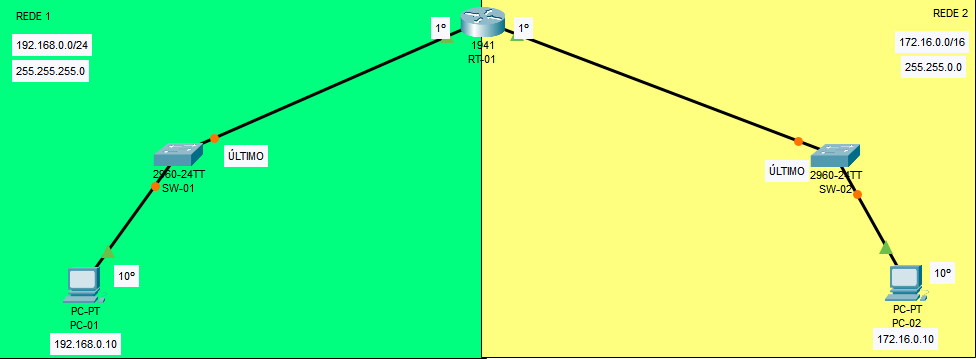 REDE 1
192.168.0.0/24
255.255.255.0
1º
1941
RT-01
1º
REDE 2
172.16.0.0/16
255.255.0.0
2960-24TT
SW-01
ÚLTIMO
ÚLTIMO
2960-24TT
SW-02
10º
PC-PT
PC-01
192.168.0.10
10º
PC-PT
PC-02
172.16.0.10